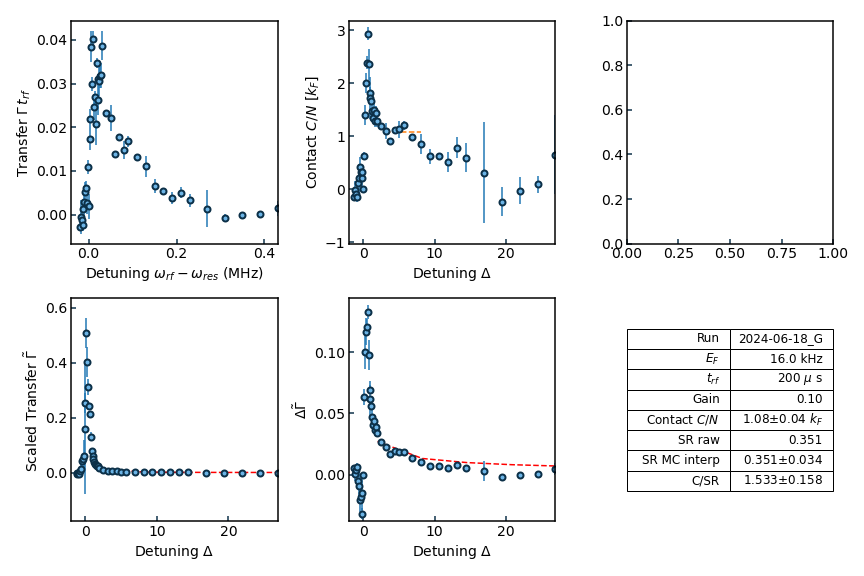 0.04
0.03
0.02
0.01
0.00
Transfer Γ t_rf
0.0
0.2
0.4
Detuning ω_rf − ω_res (MHz)
3
2
1
0
−1
Contact C/N [k_F]
0
10
20
Detuning Δ
1.0
0.8
0.6
0.4
0.2
0.0
0.00
0.25
0.50
0.75
1.00
0.6
0.4
0.2
0.0
Scaled Transfer Γ̃
0
10
20
Detuning Δ
0.10
0.05
0.00
ΔΓ̃
0
10
20
Detuning Δ
Run 2024-06-18_G
E_F 16.0 kHz
t_rf 200 μ s
Gain 0.10
Contact C/N 1.08±0.04 k_F
SR raw 0.351
SR MC interp 0.351±0.034
C/SR 1.533±0.158